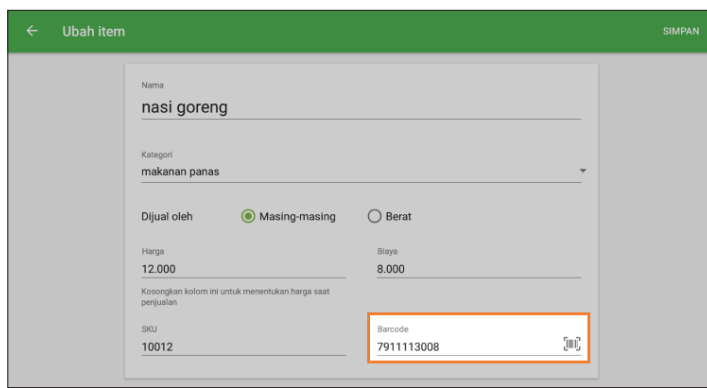 Ubah item
SIMPAN
Nama
nasi goreng
Kategori
makanan panas
Dijual oleh Masing-masing Berat
Harga Biaya
12.000 8.000
Kosongkan kolom ini untuk menentukan harga saat
penjualan
SKU Barcode
10012 7911113008